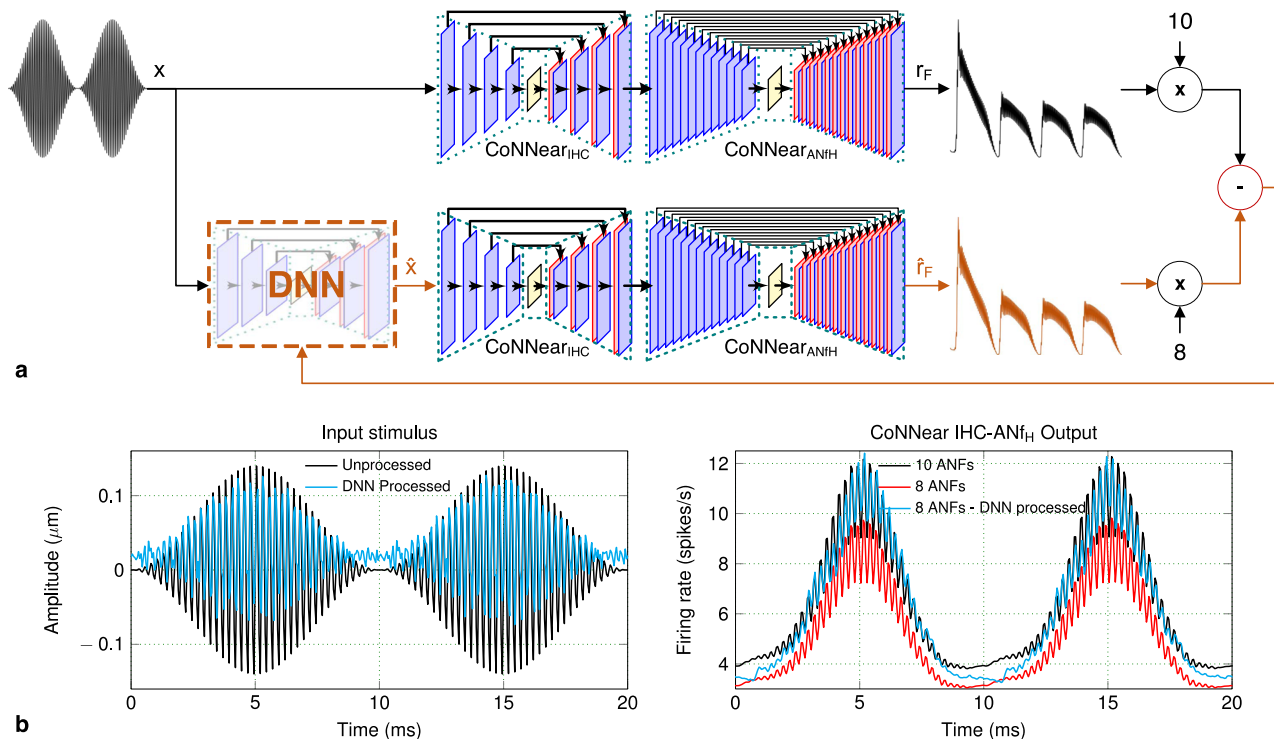 x
CoNNear_IHC
CoNNear_ANfH
r_F
10
x
-
DNN
x̂
CoNNear_IHC
CoNNear_ANfH
r̂_F
x
8
a
Input stimulus
Unprocessed
DNN Processed
Amplitude (μm)
0.1
0
− 0.1
0 5 10 15 20
Time (ms)
CoNNear IHC-ANf_H Output
10 ANFs
8 ANFs
8 ANFs - DNN processed
Firing rate (spikes/s)
12
10
8
6
4
0 5 10 15 20
Time (ms)
b